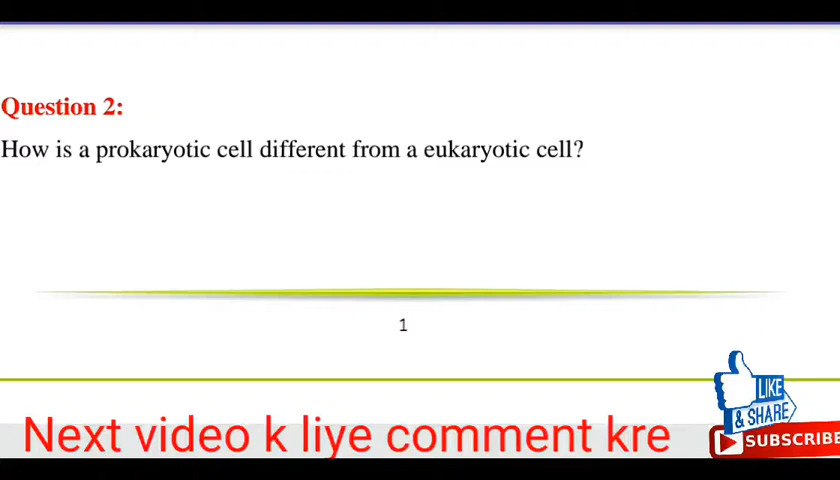 Question 2:
How is a prokaryotic cell different from a eukaryotic cell?
1
LIKE
& SHARE
Next video k liye comment kre
SUBSCRIBE